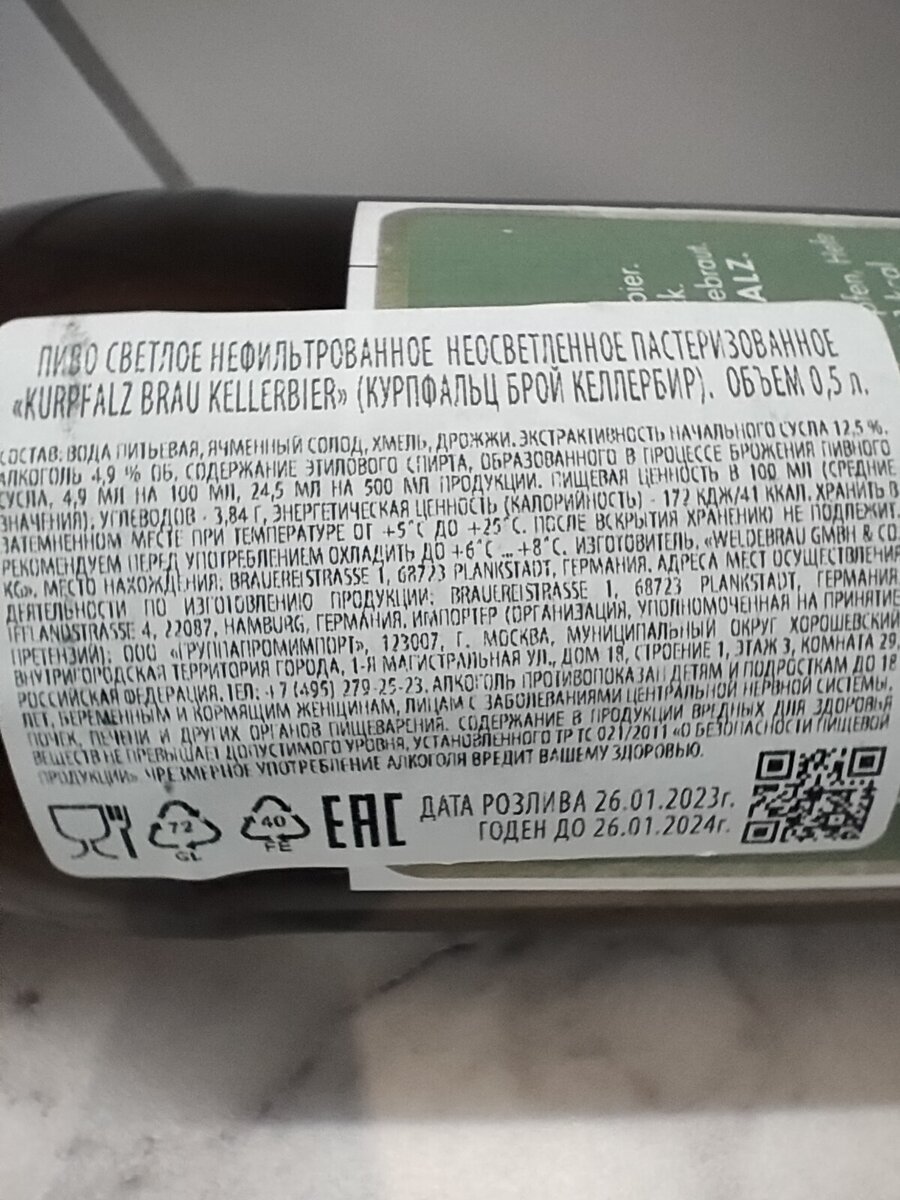 bier.
k.
ebraut.
ALZ.
fen, Hefe
kcal
ПИВО СВЕТЛОЕ НЕФИЛЬТРОВАННОЕ НЕОСВЕТЛЕННОЕ ПАСТЕРИЗОВАННОЕ
«KURPFALZ BRAU KELLERBIER» (КУРПФАЛЬЦ БРОЙ КЕЛЛЕРБИР). ОБЪЕМ 0,5 л.
СОСТАВ: ВОДА ПИТЬЕВАЯ, ЯЧМЕННЫЙ СОЛОД, ХМЕЛЬ, ДРОЖЖИ. ЭКСТРАКТИВНОСТЬ НАЧАЛЬНОГО СУСЛА 12,5 %.
АЛКОГОЛЬ 4,9 % ОБ, СОДЕРЖАНИЕ ЭТИЛОВОГО СПИРТА, ОБРАЗОВАННОГО В ПРОЦЕССЕ БРОЖЕНИЯ ПИВНОГО
СУСЛА, 4,9 МЛ НА 100 МЛ, 24,5 МЛ НА 500 МЛ ПРОДУКЦИИ. ПИЩЕВАЯ ЦЕННОСТЬ В 100 МЛ (СРЕДНИЕ
ЗНАЧЕНИЯ), УГЛЕВОДОВ - 3,84 Г, ЭНЕРГЕТИЧЕСКАЯ ЦЕННОСТЬ (КАЛОРИЙНОСТЬ) - 172 КДЖ/41 ККАЛ. ХРАНИТЬ В
ЗАТЕМНЕННОМ МЕСТЕ ПРИ ТЕМПЕРАТУРЕ ОТ +5°С ДО +25°С. ПОСЛЕ ВСКРЫТИЯ ХРАНЕНИЮ НЕ ПОДЛЕЖИТ.
РЕКОМЕНДУЕМ ПЕРЕД УПОТРЕБЛЕНИЕМ ОХЛАДИТЬ ДО +6°С ... +8°С. ИЗГОТОВИТЕЛЬ, «WELDEBRAU GMBH & CO.
KG». МЕСТО НАХОЖДЕНИЯ: BRAUEREISTRASSE 1, 68723 PLANKSTADT, ГЕРМАНИЯ. АДРЕСА МЕСТ ОСУЩЕСТВЛЕНИЯ
ДЕЯТЕЛЬНОСТИ ПО ИЗГОТОВЛЕНИЮ ПРОДУКЦИИ: BRAUEREISTRASSE 1, 68723 PLANKSTADT, ГЕРМАНИЯ,
IFFLANDSTRASSE 4, 22087, HAMBURG, ГЕРМАНИЯ, ИМПОРТЕР (ОРГАНИЗАЦИЯ, УПОЛНОМОЧЕННАЯ НА ПРИНЯТИЕ
ПРЕТЕНЗИЙ): ООО «ГРУППАПРОМИМПОРТ», 123007, Г. МОСКВА, МУНИЦИПАЛЬНЫЙ ОКРУГ ХОРОШЕВСКИЙ
ВНУТРИГОРОДСКАЯ ТЕРРИТОРИЯ ГОРОДА, 1-Я МАГИСТРАЛЬНАЯ УЛ., ДОМ 18, СТРОЕНИЕ 1, ЭТАЖ 3, КОМНАТА 29,
РОССИЙСКАЯ ФЕДЕРАЦИЯ. ТЕЛ: +7 (495) 279-25-23. АЛКОГОЛЬ ПРОТИВОПОКАЗАН ДЕТЯМ И ПОДРОСТКАМ ДО 18
ЛЕТ, БЕРЕМЕННЫМ И КОРМЯЩИМ ЖЕНЩИНАМ, ЛИЦАМ С ЗАБОЛЕВАНИЯМИ ЦЕНТРАЛЬНОЙ НЕРВНОЙ СИСТЕМЫ,
ПОЧЕК, ПЕЧЕНИ И ДРУГИХ ОРГАНОВ ПИЩЕВАРЕНИЯ. СОДЕРЖАНИЕ В ПРОДУКЦИИ ВРЕДНЫХ ДЛЯ ЗДОРОВЬЯ
ВЕЩЕСТВ НЕ ПРЕВЫШАЕТ ДОПУСТИМОГО УРОВНЯ, УСТАНОВЛЕННОГО ТР ТС 021/2011 «О БЕЗОПАСНОСТИ ПИЩЕВОЙ
ПРОДУКЦИИ» ЧРЕЗМЕРНОЕ УПОТРЕБЛЕНИЕ АЛКОГОЛЯ ВРЕДИТ ВАШЕМУ ЗДОРОВЬЮ.
72
GL
40
FE
EAC
ДАТА РОЗЛИВА 26.01.2023г.
ГОДЕН ДО 26.01.2024г.